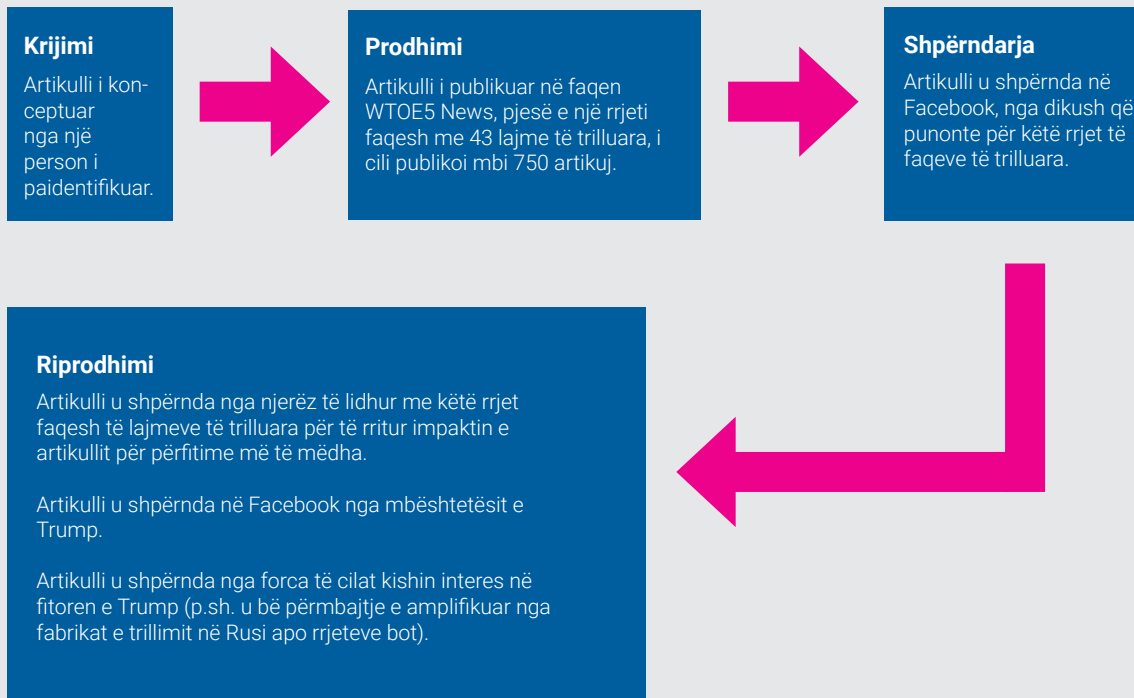 Krijimi
Artikulli i kon-
ceptuar
nga një
person i
paidentifikuar.
Prodhimi
Artikulli i publikuar në faqen
WTOE5 News, pjesë e një rrjeti
faqesh me 43 lajme të trilluara, i
cili publikoi mbi 750 artikuj.
Shpërndarja
Artikulli u shpërnda në
Facebook, nga dikush që
punonte për këtë rrjet të
faqeve të trilluara.
Riprodhimi
Artikulli u shpërnda nga njerëz të lidhur me këtë rrjet
faqesh të lajmeve të trilluara për të rritur impaktin e
artikullit për përfitime më të mëdha.
Artikulli u shpërnda në Facebook nga mbështetësit e
Trump.
Artikulli u shpërnda nga forca të cilat kishin interes në
fitoren e Trump (p.sh. u bë përmbajtje e amplifikuar nga
fabrikat e trillimit në Rusi apo rrjeteve bot).